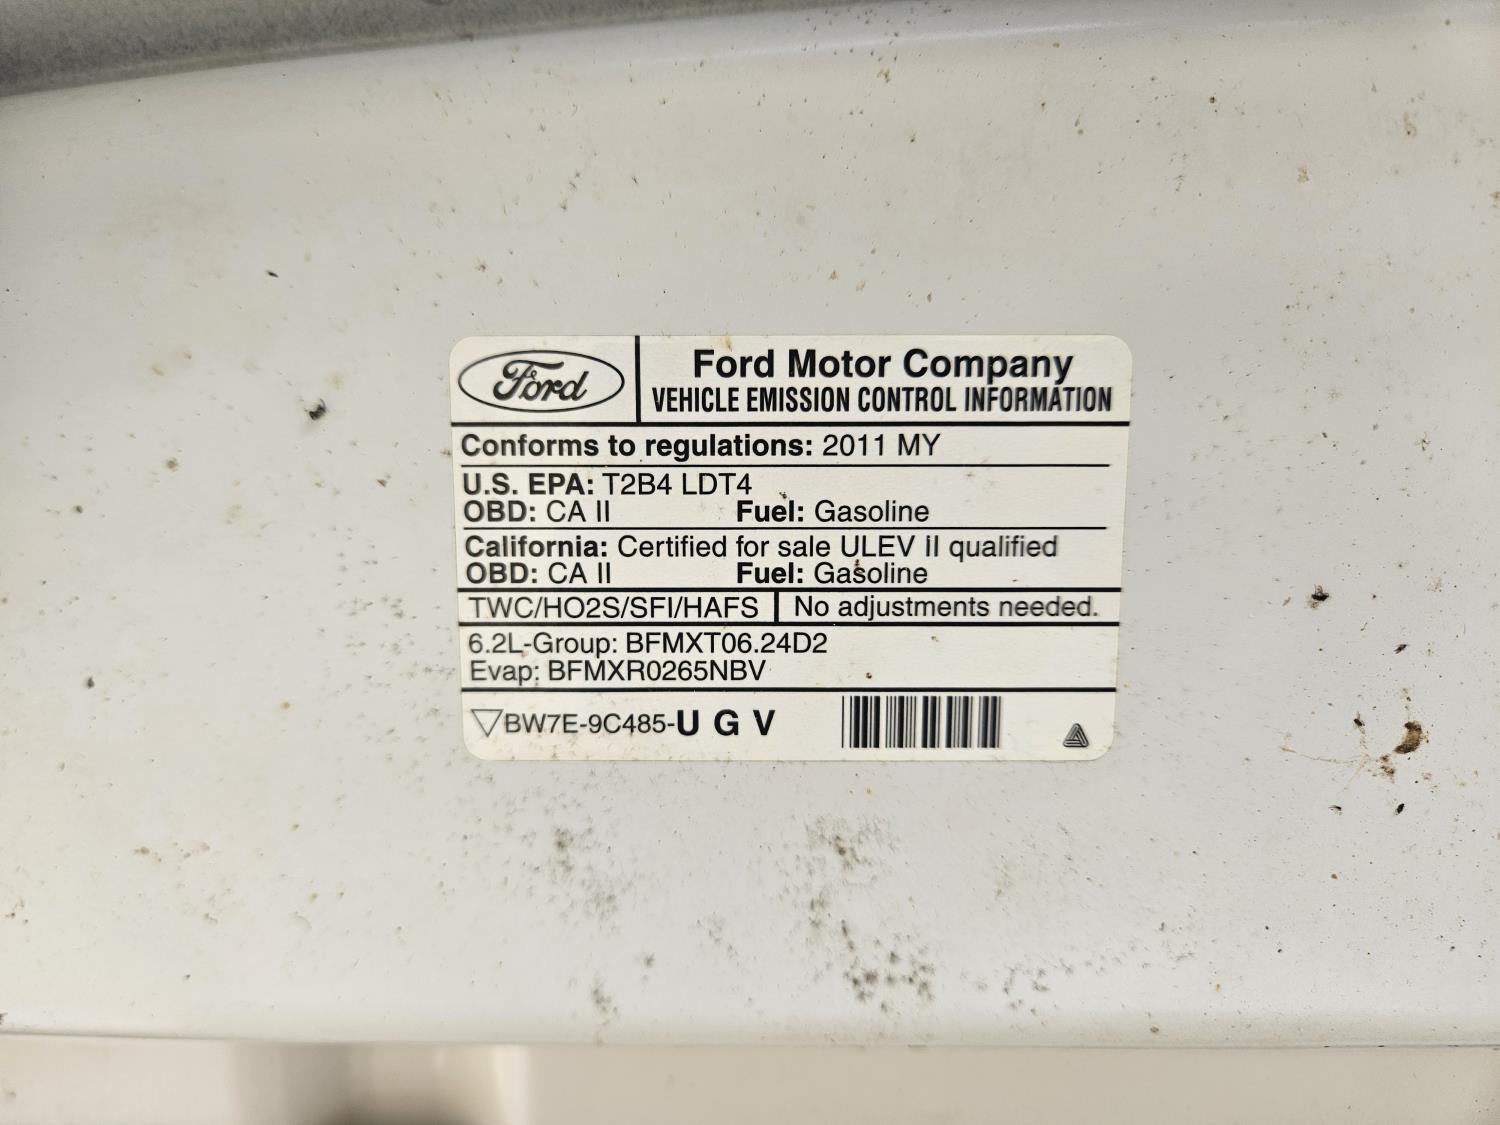 Ford
Ford Motor Company
VEHICLE EMISSION CONTROL INFORMATION
Conforms to regulations: 2011 MY
U.S. EPA: T2B4 LDT4
OBD: CA II Fuel: Gasoline
California: Certified for sale ULEV II qualified
OBD: CA II Fuel: Gasoline
TWC/HO2S/SFI/HAFS No adjustments needed.
6.2L-Group: BFMXT06.24D2
Evap: BFMXR0265NBV
BW7E-9C485-U G V